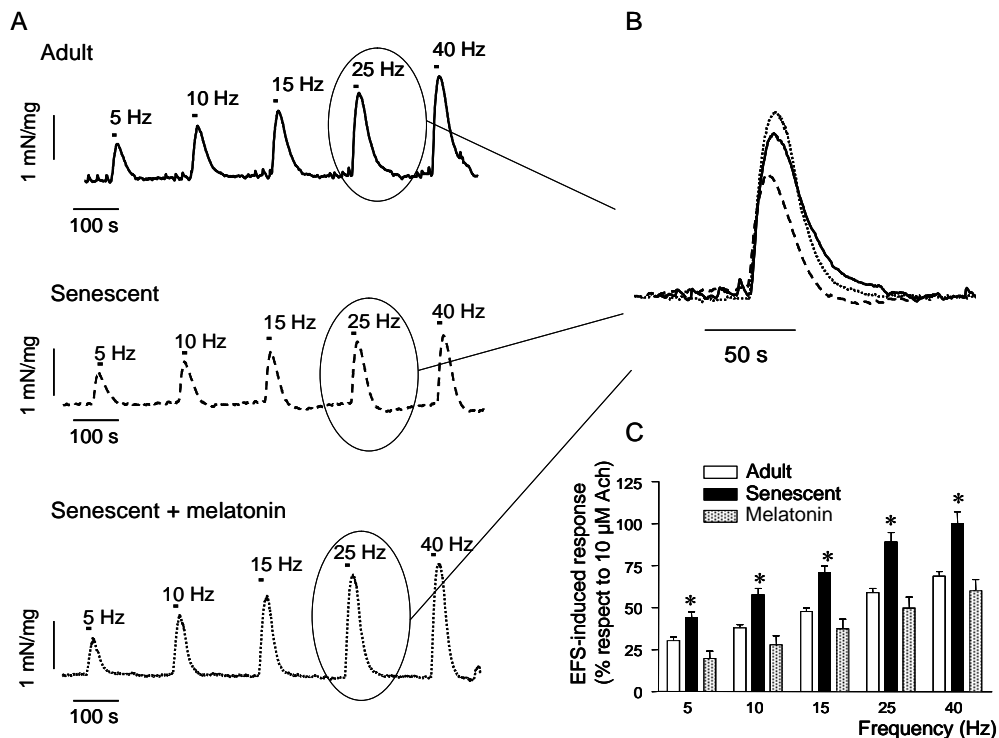 A
Adult
5 Hz
10 Hz
15 Hz
25 Hz
40 Hz
1 mN/mg
100 s
Senescent
5 Hz
10 Hz
15 Hz
25 Hz
40 Hz
1 mN/mg
100 s
Senescent + melatonin
5 Hz
10 Hz
15 Hz
25 Hz
40 Hz
1 mN/mg
100 s
B
50 s
C
Adult
Senescent
Melatonin
EFS-induced response
(% respect to 10 µM Ach)
125
100
75
50
25
0
* * * * *
5 10 15 25 40
Frequency (Hz)